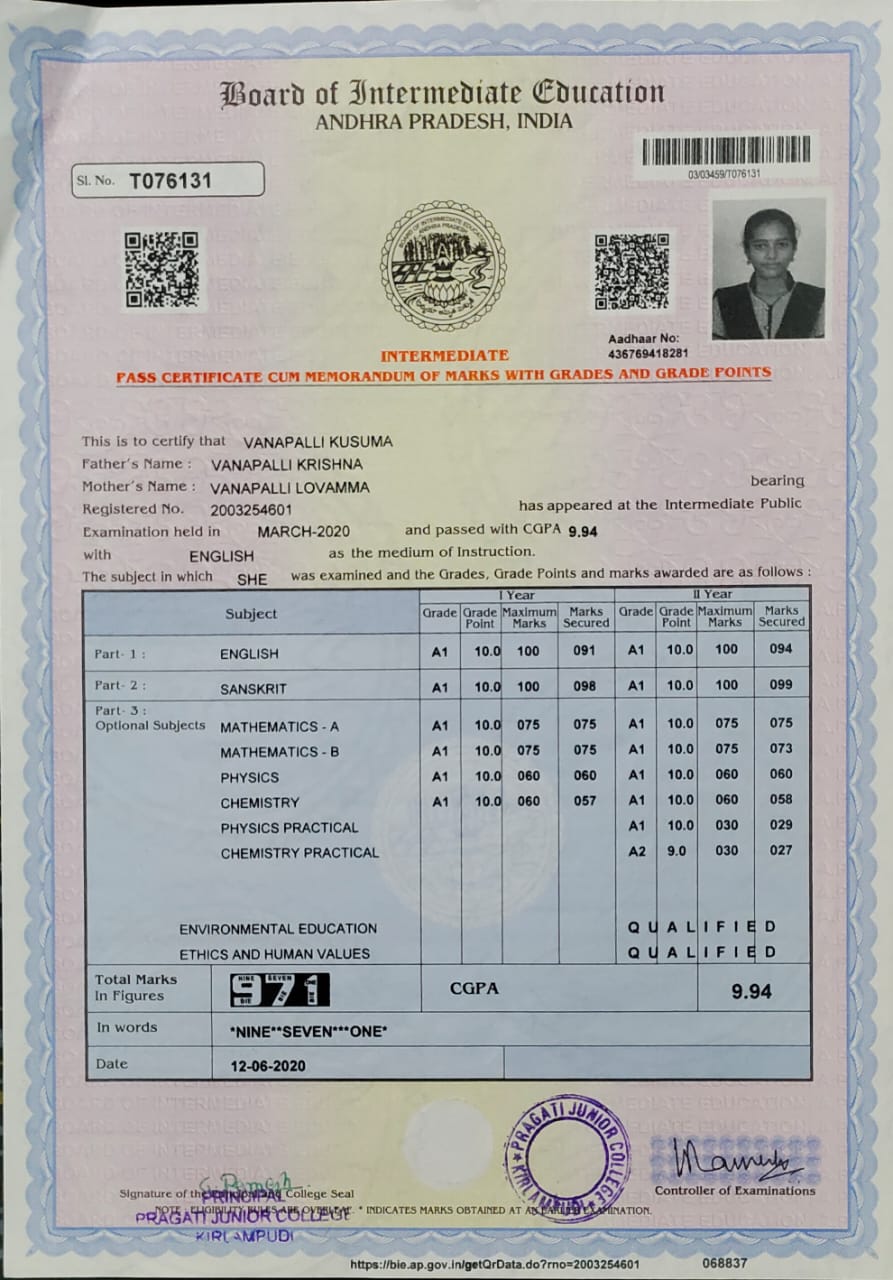 Board of Intermediate Education
ANDHRA PRADESH, INDIA
03/03459/T076131
Sl. No. T076131
BOARD OF INTERMEDIATE EDUCATION
ANDHRA PRADESH
Aadhaar No:
436769418281
INTERMEDIATE
PASS CERTIFICATE CUM MEMORANDUM OF MARKS WITH GRADES AND GRADE POINTS
This is to certify that VANAPALLI KUSUMA
Father's Name : VANAPALLI KRISHNA
Mother's Name : VANAPALLI LOVAMMA bearing
Registered No. 2003254601 has appeared at the Intermediate Public
Examination held in MARCH-2020 and passed with CGPA 9.94
with ENGLISH as the medium of Instruction.
The subject in which SHE was examined and the Grades, Grade Points and marks awarded are as follows :
Subject I Year II Year
Grade Grade Point Maximum Marks Marks Secured Grade Grade Point Maximum Marks Marks Secured
Part- 1 : ENGLISH A1 10.0 100 091 A1 10.0 100 094
Part- 2 : SANSKRIT A1 10.0 100 098 A1 10.0 100 099
Part- 3 :
Optional Subjects MATHEMATICS - A A1 10.0 075 075 A1 10.0 075 075
MATHEMATICS - B A1 10.0 075 075 A1 10.0 075 073
PHYSICS A1 10.0 060 060 A1 10.0 060 060
CHEMISTRY A1 10.0 060 057 A1 10.0 060 058
PHYSICS PRACTICAL A1 10.0 030 029
CHEMISTRY PRACTICAL A2 9.0 030 027
ENVIRONMENTAL EDUCATION QUALIFIED
ETHICS AND HUMAN VALUES QUALIFIED
Total Marks In Figures 971 CGPA 9.94
In words *NINE**SEVEN***ONE*
Date 12-06-2020
PRAGATI JUNIOR COLLEGE
KIRLAMPUDI
Signature of the Principal and College Seal
Controller of Examinations
PRINCIPAL
NOTE : ELIGIBILITY RULES ARE OVERLEAF. * INDICATES MARKS OBTAINED AT AN EARLIER EXAMINATION.
PRAGATI JUNIOR COLLEGE
KIRLAMPUDI
https://bie.ap.gov.in/getQrData.do?rno=2003254601 068837